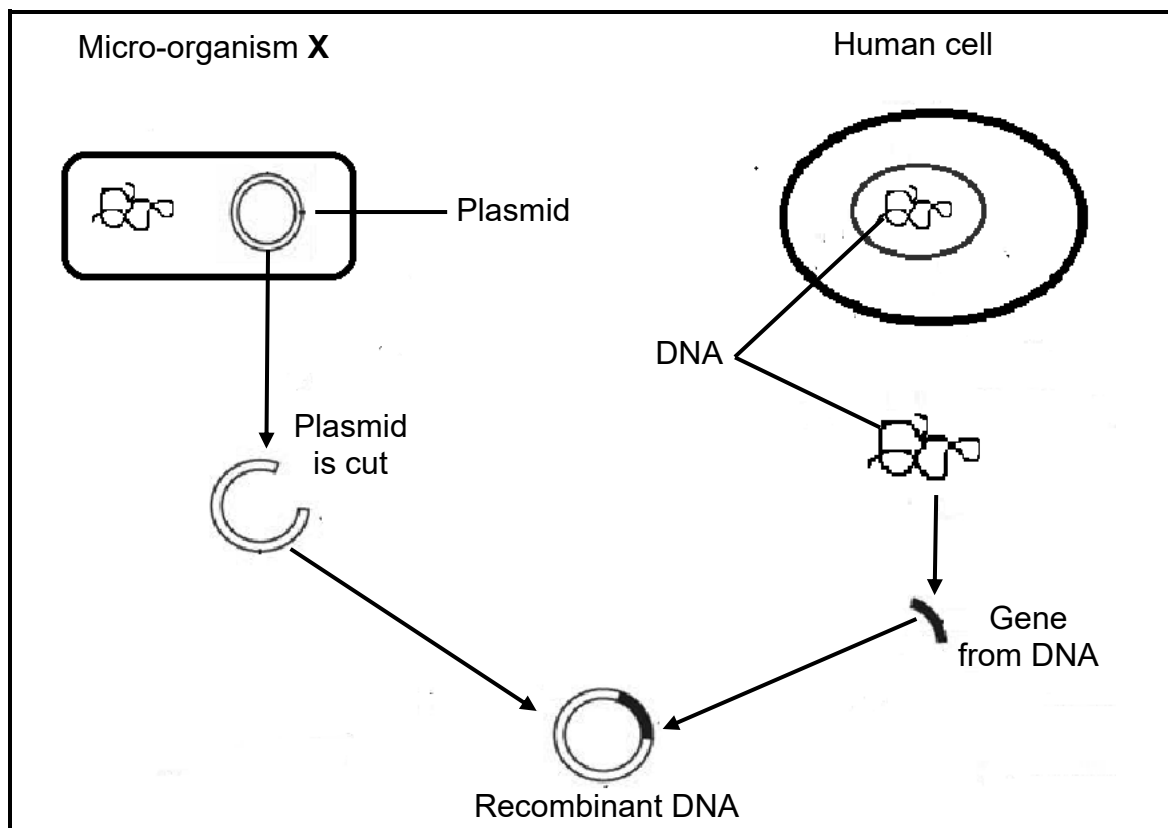 Micro-organism X
Human cell
Plasmid
DNA
Plasmid
is cut
Gene
from DNA
Recombinant DNA